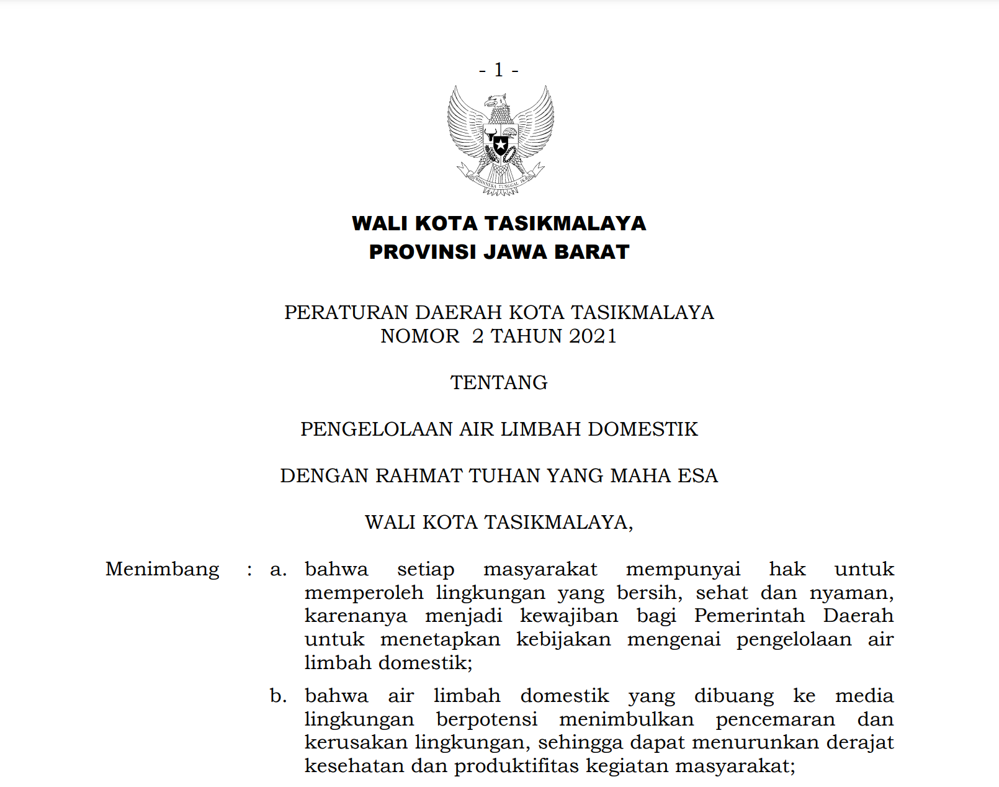 - 1 -
BHINNEKA TUNGGAL IKA
WALI KOTA TASIKMALAYA
PROVINSI JAWA BARAT
PERATURAN DAERAH KOTA TASIKMALAYA
NOMOR 2 TAHUN 2021
TENTANG
PENGELOLAAN AIR LIMBAH DOMESTIK
DENGAN RAHMAT TUHAN YANG MAHA ESA
WALI KOTA TASIKMALAYA,
Menimbang : a. bahwa setiap masyarakat mempunyai hak untuk
memperoleh lingkungan yang bersih, sehat dan nyaman,
karenanya menjadi kewajiban bagi Pemerintah Daerah
untuk menetapkan kebijakan mengenai pengelolaan air
limbah domestik;
b. bahwa air limbah domestik yang dibuang ke media
lingkungan berpotensi menimbulkan pencemaran dan
kerusakan lingkungan, sehingga dapat menurunkan derajat
kesehatan dan produktifitas kegiatan masyarakat;